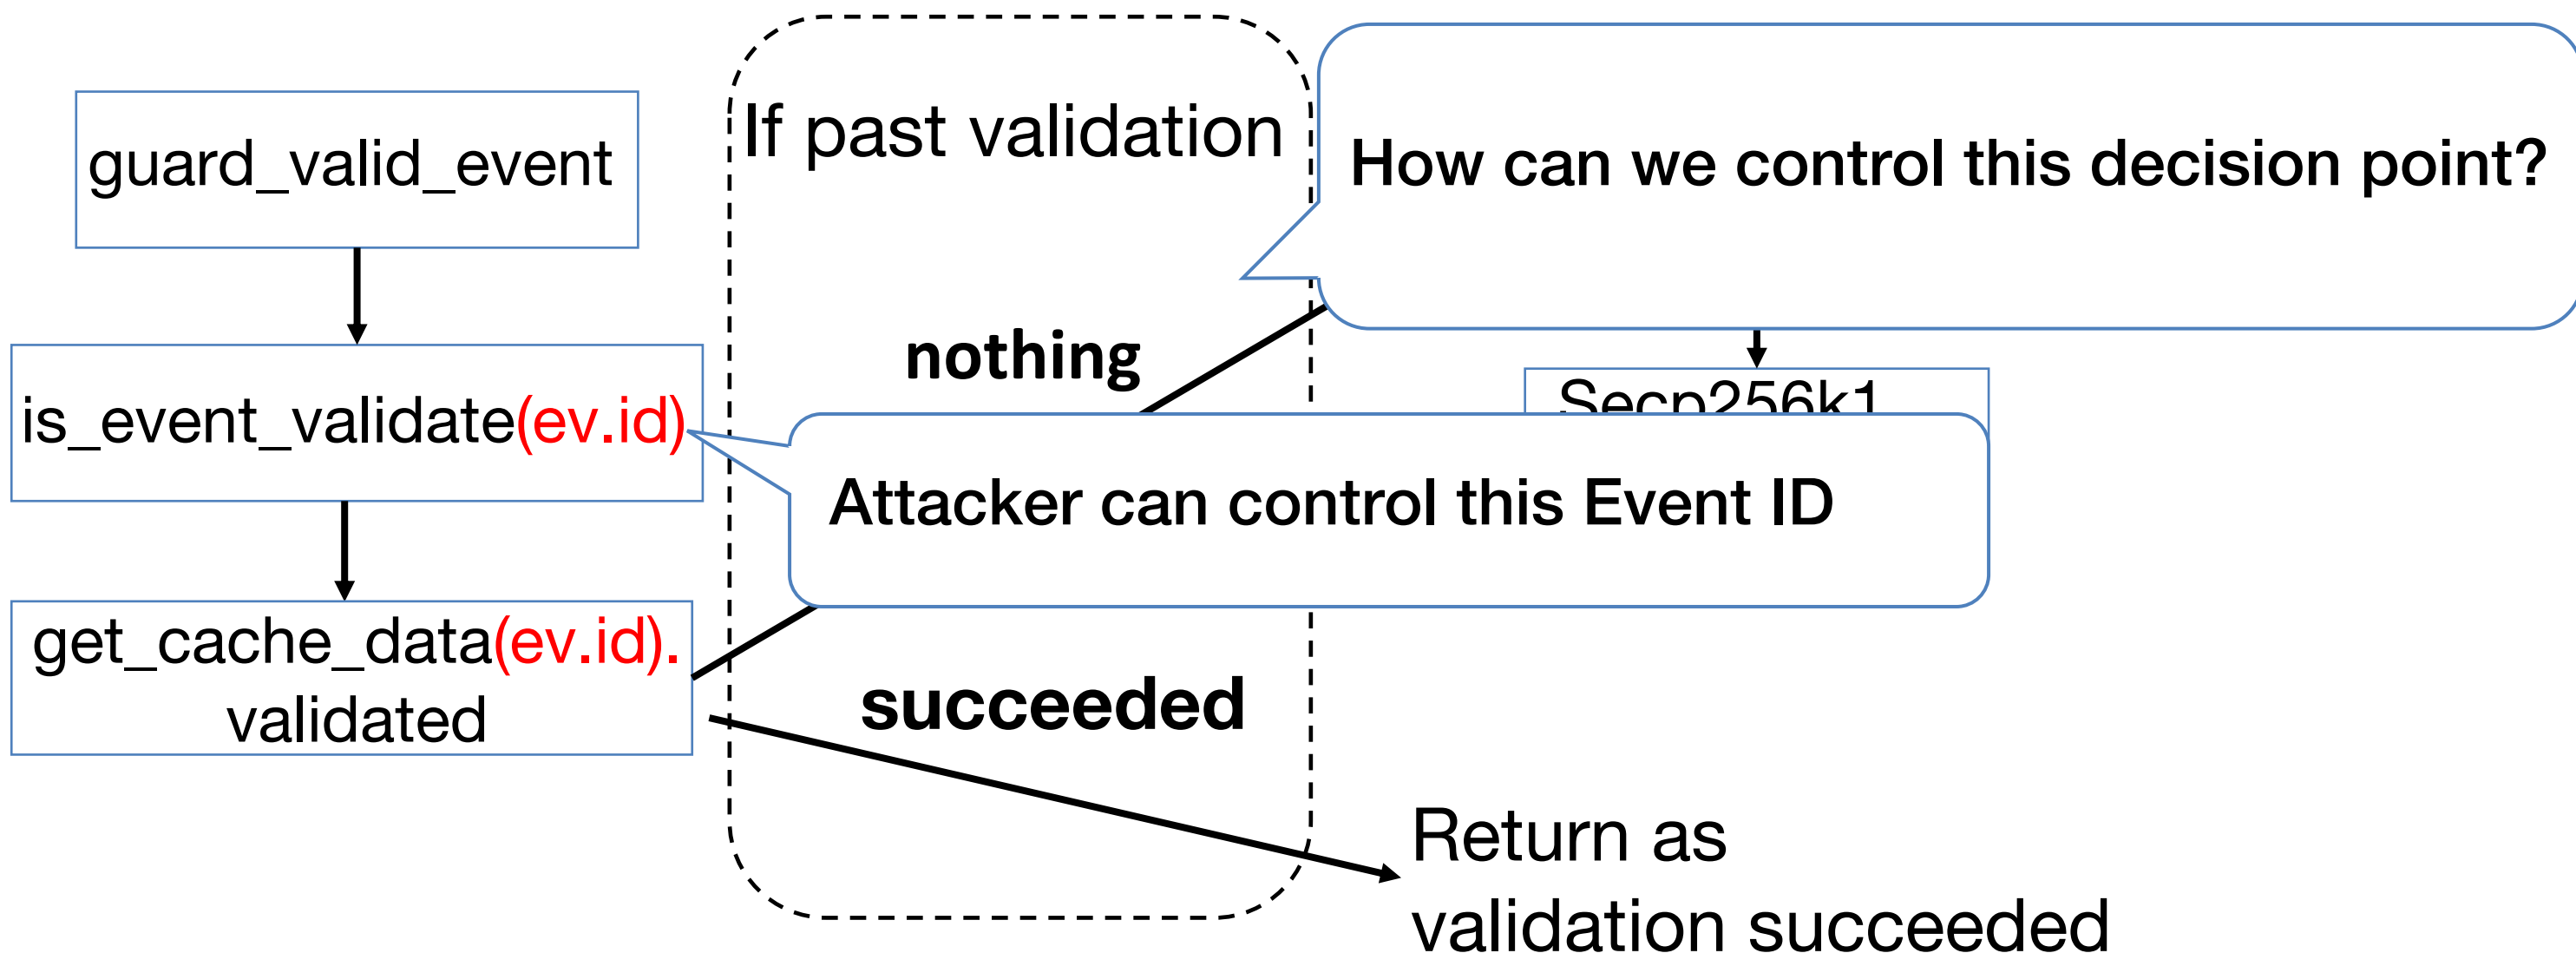 guard_valid_event
is_event_validate(ev.id)
get_cache_data(ev.id).
validated
If past validation
nothing
succeeded
How can we control this decision point?
Secp256k1
Attacker can control this Event ID
Return as
validation succeeded